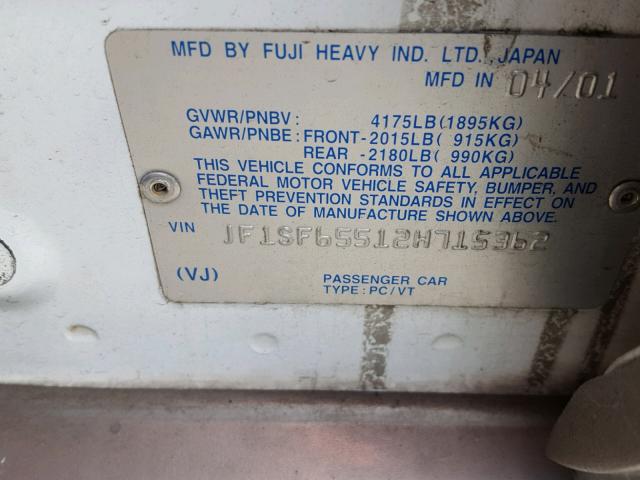 MFD BY FUJI HEAVY IND. LTD., JAPAN
MFD IN 04/01
GVWR/PNBV : 4175LB(1895KG)
GAWR/PNBE : FRONT-2015LB( 915KG)
REAR -2180LB( 990KG)
THIS VEHICLE CONFORMS TO ALL APPLICABLE
FEDERAL MOTOR VEHICLE SAFETY, BUMPER, AND
THEFT PREVENTION STANDARDS IN EFFECT ON
THE DATE OF MANUFACTURE SHOWN ABOVE.
VIN JF1SF65512H715362
(VJ) PASSENGER CAR
TYPE : PC/VT